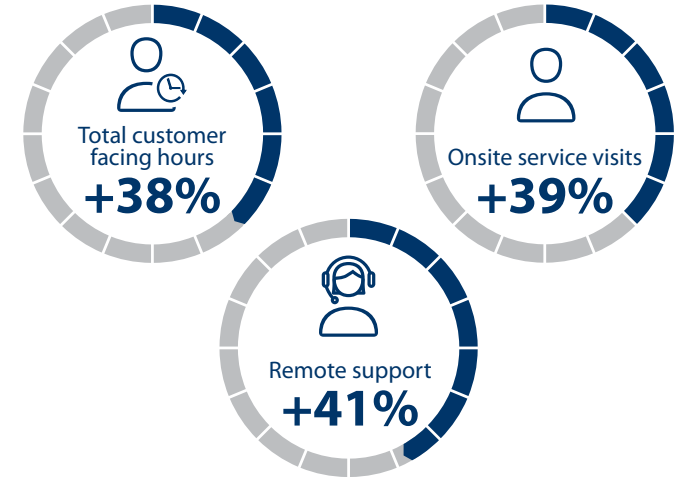 Total customer
facing hours
+38%
Onsite service visits
+39%
Remote support
+41%